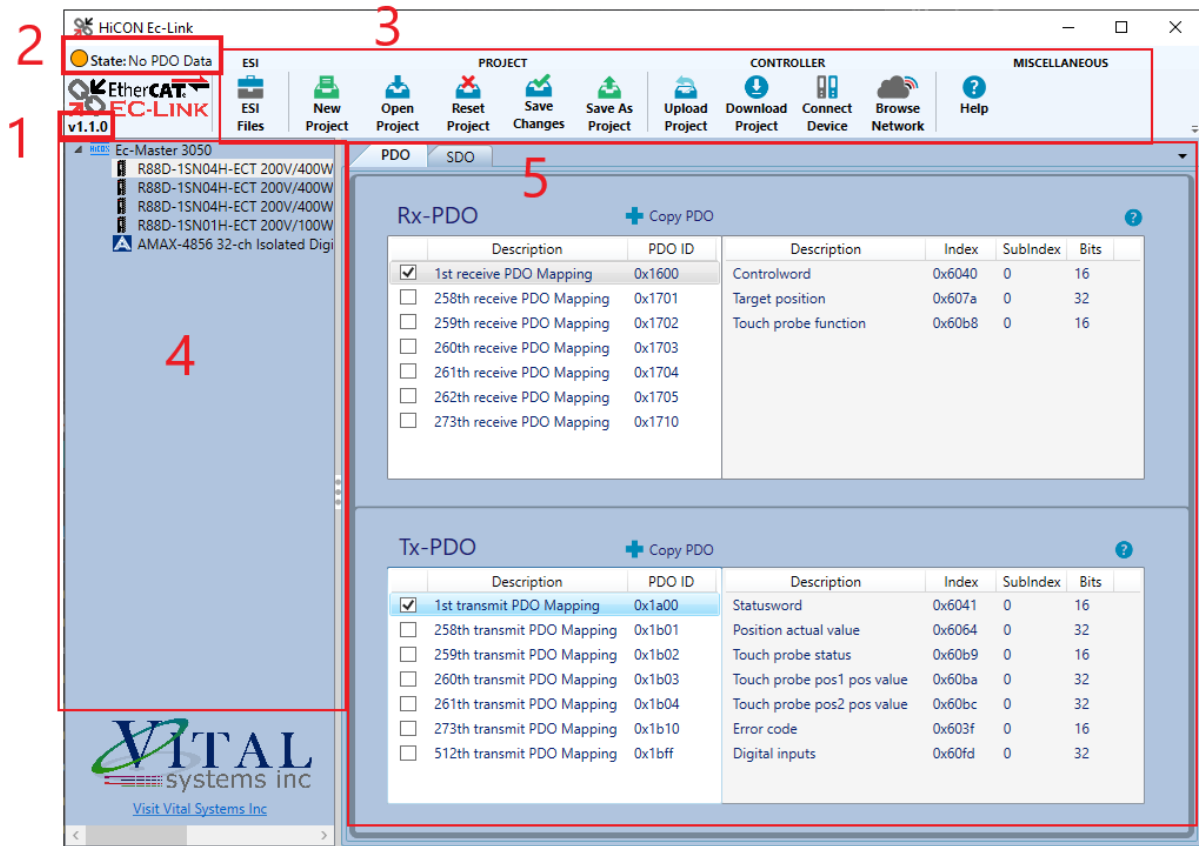 HiCON Ec-Link
2
3
State: No PDO Data
ESI
PROJECT
CONTROLLER
MISCELLANEOUS
EtherCAT.
EC-LINK
1
v1.1.0
ESI Files
New Project
Open Project
Reset Project
Save Changes
Save As Project
Upload Project
Download Project
Connect Device
Browse Network
Help
HiCON Ec-Master 3050
R88D-1SN04H-ECT 200V/400W
R88D-1SN04H-ECT 200V/400W
R88D-1SN04H-ECT 200V/400W
R88D-1SN01H-ECT 200V/100W
AMAX-4856 32-ch Isolated Digi
4
VITAL
systems inc
Visit Vital Systems Inc
PDO SDO
5
Rx-PDO Copy PDO ?
Description PDO ID Description Index SubIndex Bits
1st receive PDO Mapping 0x1600 Controlword 0x6040 0 16
258th receive PDO Mapping 0x1701 Target position 0x607a 0 32
259th receive PDO Mapping 0x1702 Touch probe function 0x60b8 0 16
260th receive PDO Mapping 0x1703
261th receive PDO Mapping 0x1704
262th receive PDO Mapping 0x1705
273th receive PDO Mapping 0x1710
Tx-PDO Copy PDO ?
Description PDO ID Description Index SubIndex Bits
1st transmit PDO Mapping 0x1a00 Statusword 0x6041 0 16
258th transmit PDO Mapping 0x1b01 Position actual value 0x6064 0 32
259th transmit PDO Mapping 0x1b02 Touch probe status 0x60b9 0 16
260th transmit PDO Mapping 0x1b03 Touch probe pos1 pos value 0x60ba 0 32
261th transmit PDO Mapping 0x1b04 Touch probe pos2 pos value 0x60bc 0 32
273th transmit PDO Mapping 0x1b10 Error code 0x603f 0 16
512th transmit PDO Mapping 0x1bff Digital inputs 0x60fd 0 32